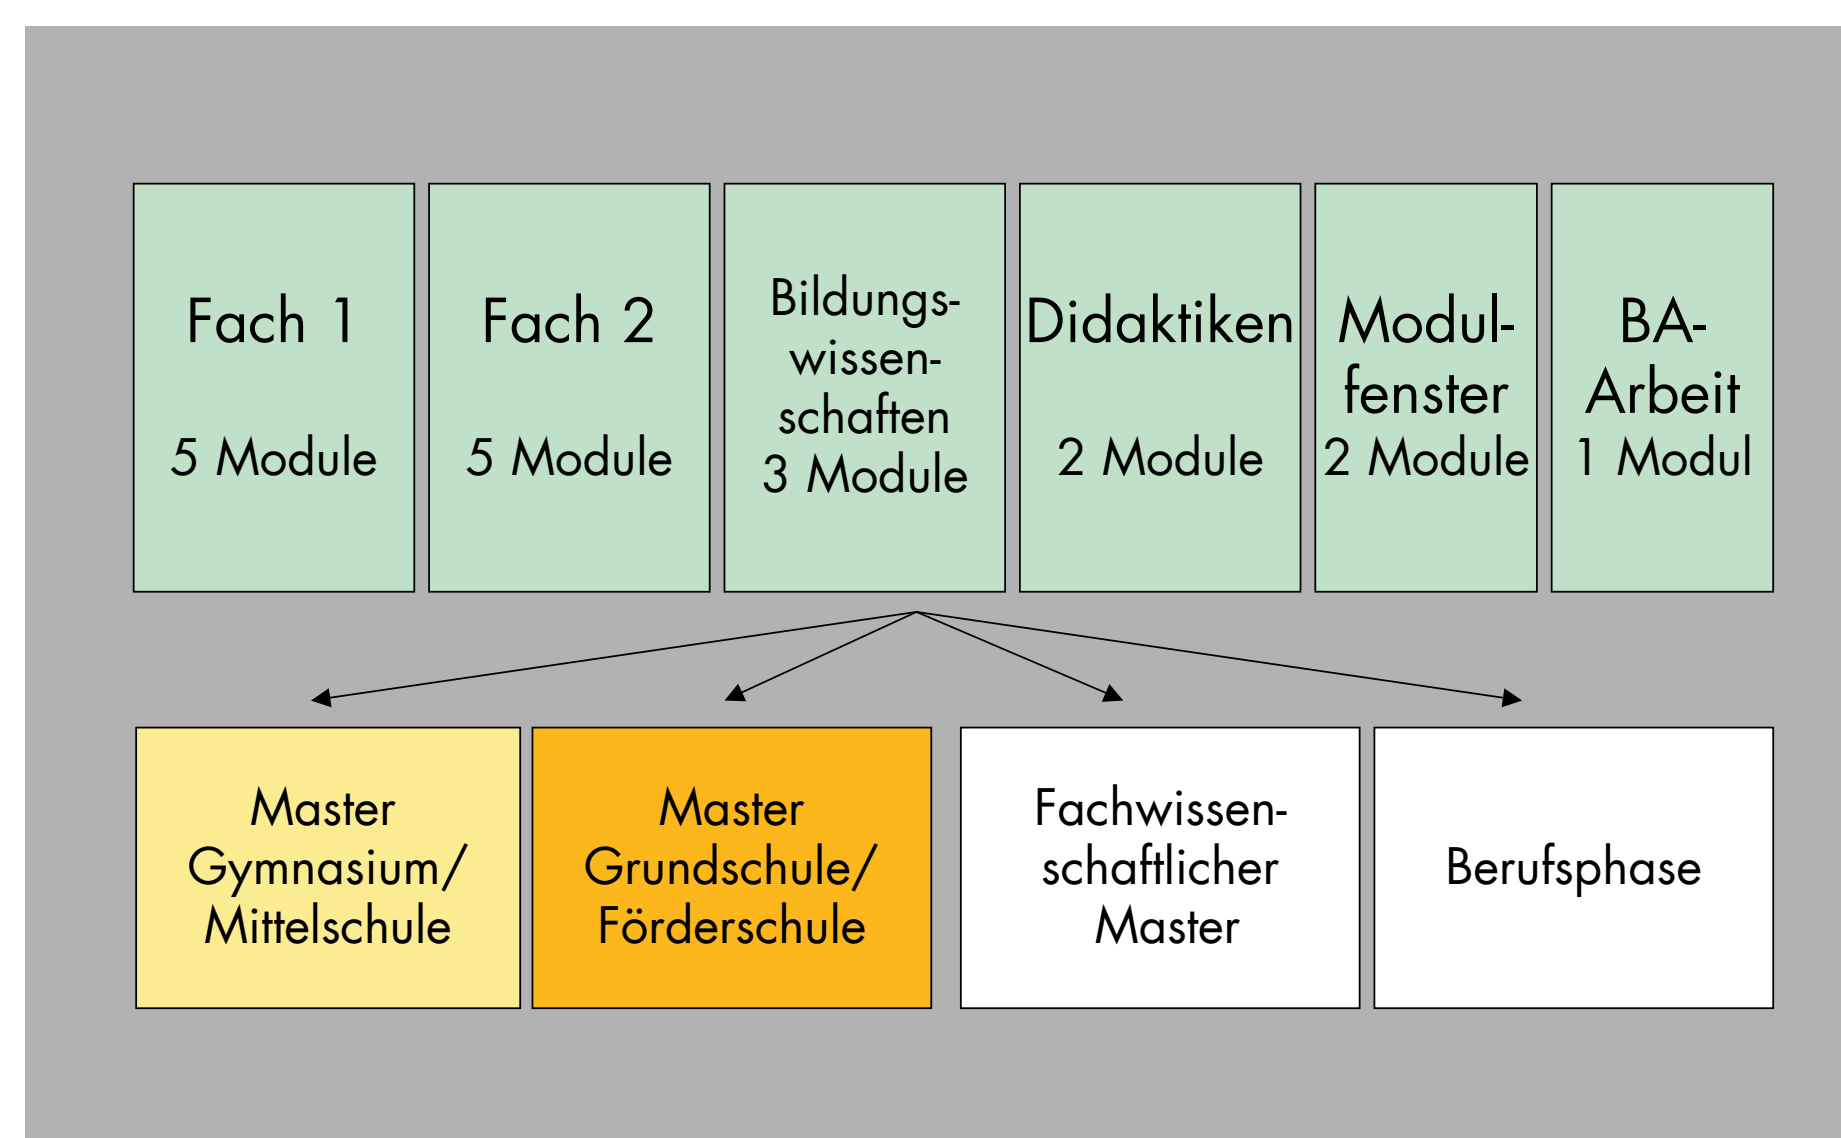 Fach 1
5 Module
Fach 2
5 Module
Bildungs-
wissen-
schaften
3 Module
Didaktiken
2 Module
Modul-
fenster
2 Module
BA-
Arbeit
1 Modul
Master
Gymnasium/
Mittelschule
Master
Grundschule/
Förderschule
Fachwissen-
schaftlicher
Master
Berufsphase